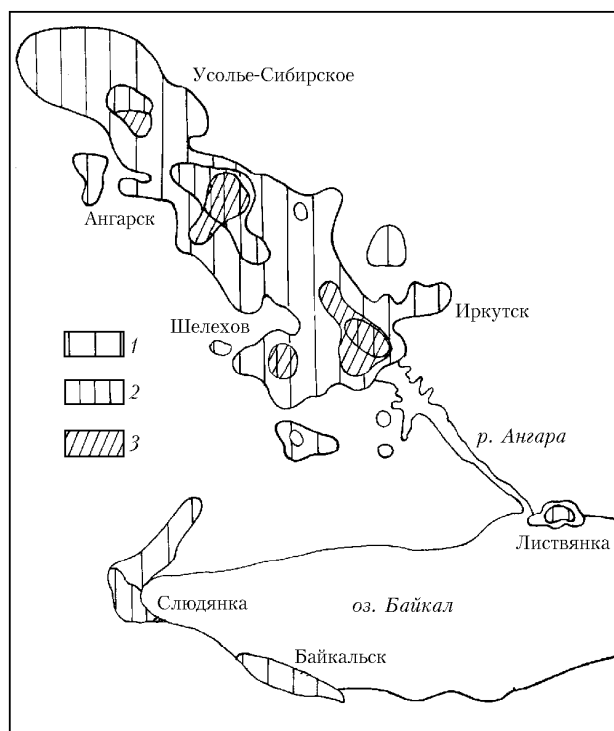 Усолье-Сибирское
Ангарск
Шелехов
Иркутск
1
2
3
р. Ангара
Листвянка
Слюдянка
оз. Байкал
Байкальск